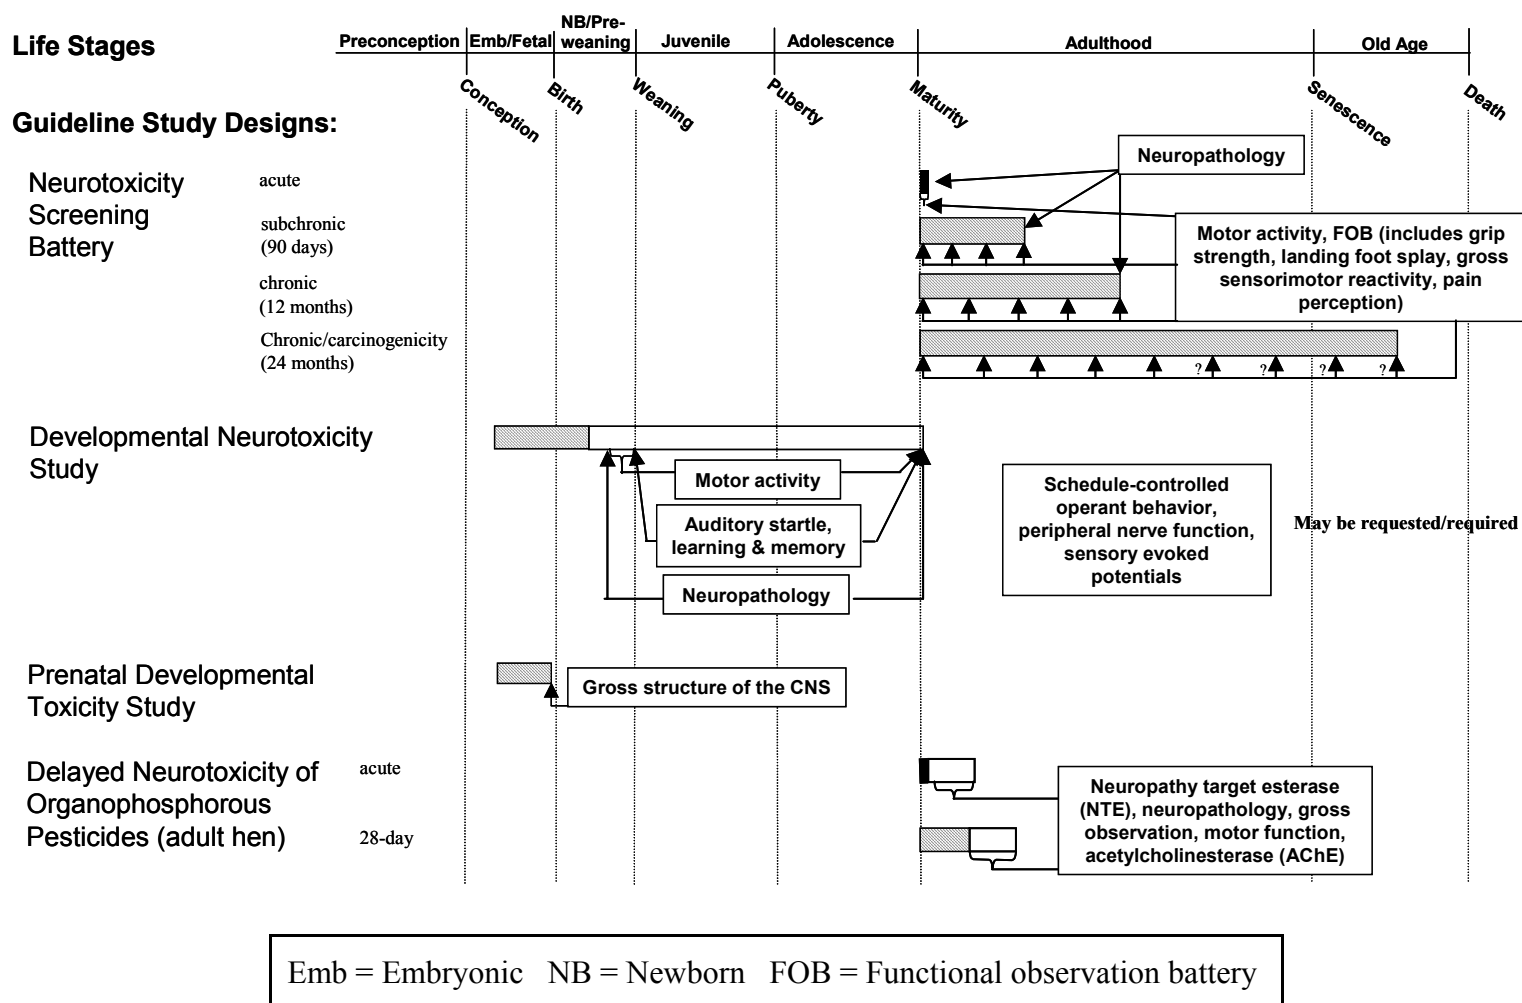 Life Stages
Preconception
Emb/Fetal
NB/Pre-
weaning
Juvenile
Adolescence
Adulthood
Old Age
Conception
Birth
Weaning
Puberty
Maturity
Senescence
Death
Guideline Study Designs:
Neurotoxicity
Screening
Battery
acute
subchronic
(90 days)
chronic
(12 months)
Chronic/carcinogenicity
(24 months)
Neuropathology
Motor activity, FOB (includes grip
strength, landing foot splay, gross
sensorimotor reactivity, pain
perception)
? ? ? ?
Developmental Neurotoxicity
Study
Motor activity
Auditory startle,
learning & memory
Neuropathology
Schedule-controlled
operant behavior,
peripheral nerve function,
sensory evoked
potentials
May be requested/required
Prenatal Developmental
Toxicity Study
Gross structure of the CNS
Delayed Neurotoxicity of
Organophosphorous
Pesticides (adult hen)
acute
28-day
Neuropathy target esterase
(NTE), neuropathology, gross
observation, motor function,
acetylcholinesterase (AChE)
Emb = Embryonic NB = Newborn FOB = Functional observation battery